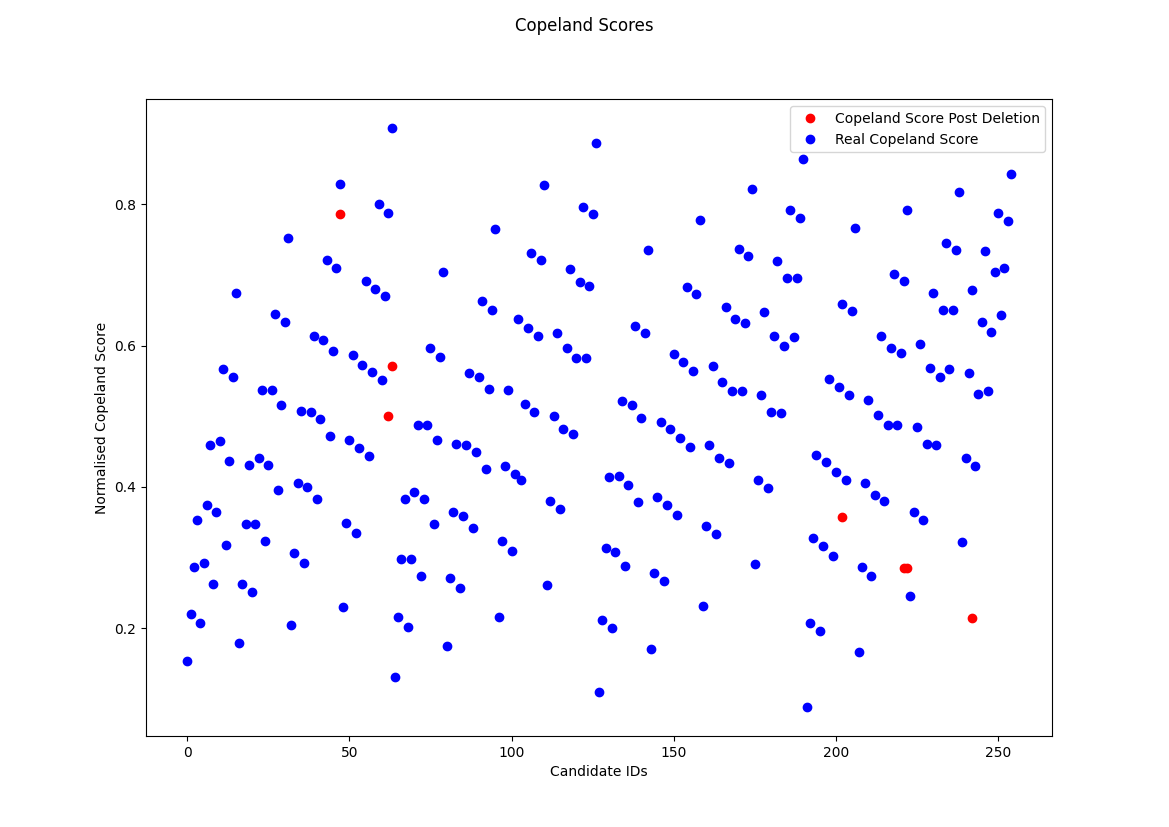 Copeland Scores
Copeland Score Post Deletion
Real Copeland Score
Normalised Copeland Score
0.8
0.6
0.4
0.2
0
50
100
150
200
250
Candidate IDs